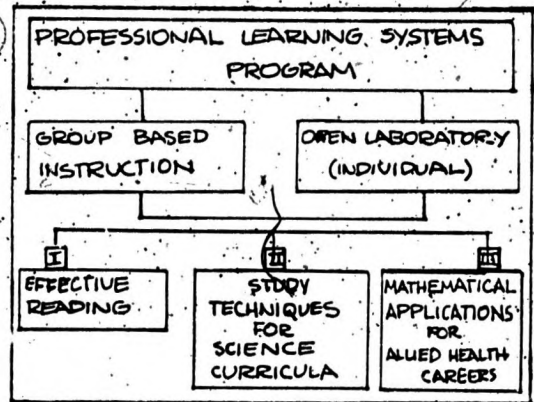 PROFESSIONAL LEARNING SYSTEMS
PROGRAM
GROUP BASED
INSTRUCTION
OPEN LABORATORY
(INDIVIDUAL)
I
EFFECTIVE
READING
II
STUDY
TECHNIQUES
FOR
SCIENCE
CURRICULA
III
MATHEMATICAL
APPLICATIONS
FOR
ALLIED HEALTH
CAREERS